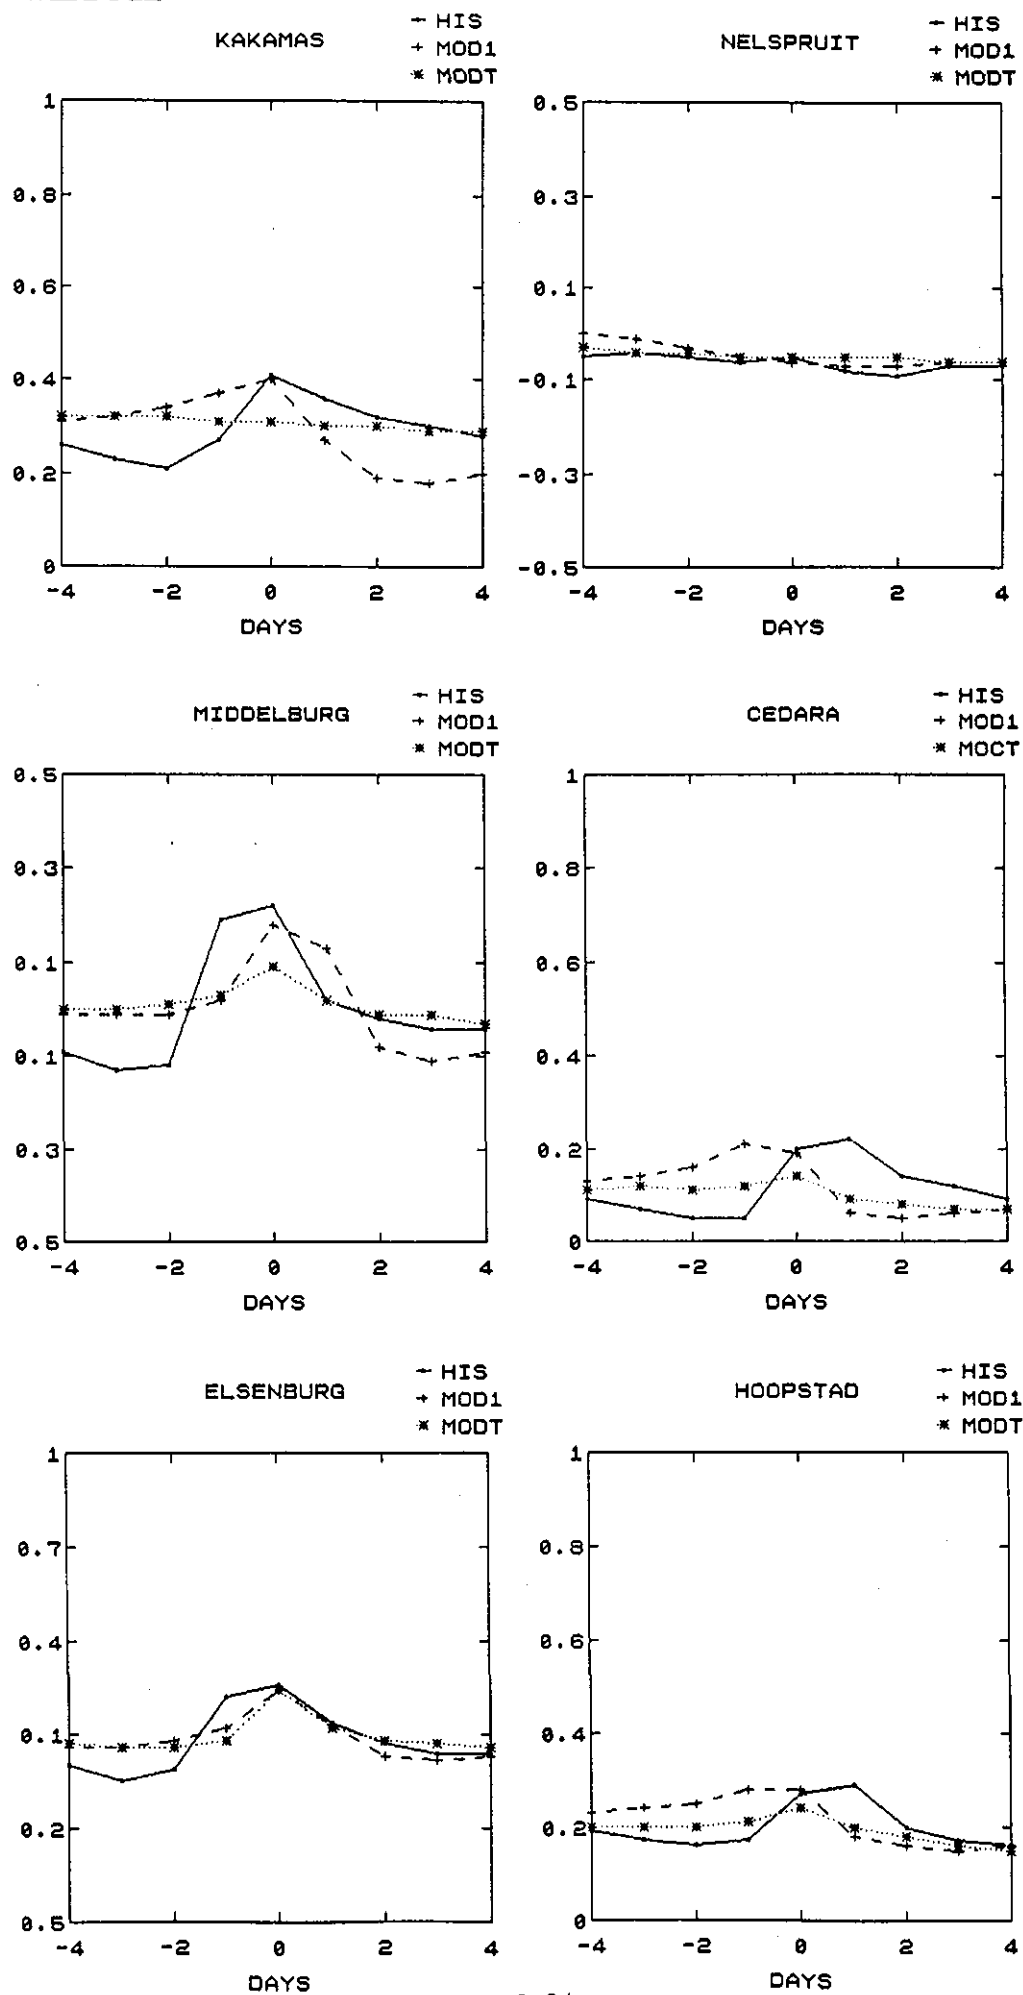 KAKAMAS
HIS
MOD1
MODT
1
0.8
0.6
0.4
0.2
0
-4 -2 0 2 4
DAYS
NELSPRUIT
HIS
MOD1
MODT
0.5
0.3
0.1
-0.1
-0.3
-0.5
-4 -2 0 2 4
DAYS
MIDDELBURG
HIS
MOD1
MODT
0.5
0.3
0.1
0.1
0.3
0.5
-4 -2 0 2 4
DAYS
CEDARA
HIS
MOD1
MOCT
1
0.8
0.6
0.4
0.2
0
-4 -2 0 2 4
DAYS
ELSENBURG
HIS
MOD1
MODT
1
0.7
0.4
0.1
0.2
0.5
-4 -2 0 2 4
DAYS
HOOPSTAD
HIS
MOD1
MODT
1
0.8
0.6
0.4
0.2
0
-4 -2 0 2 4
DAYS